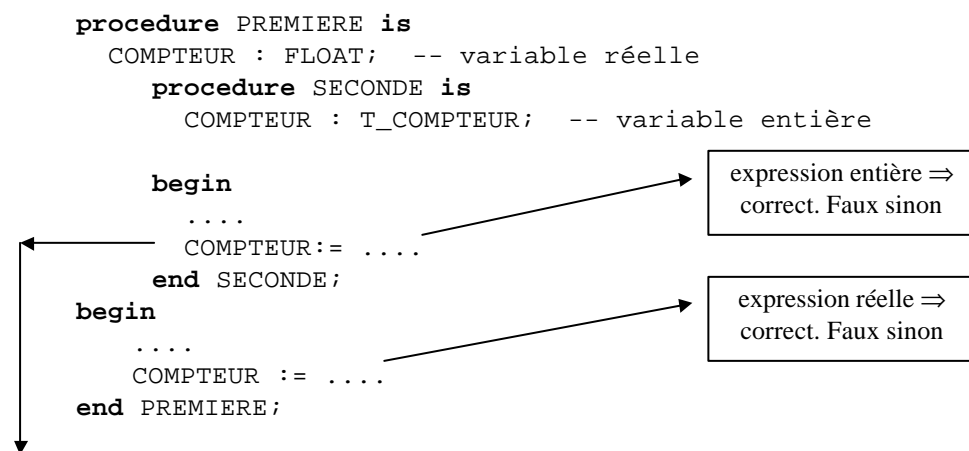 procedure PREMIERE is
COMPTEUR : FLOAT; -- variable réelle
procedure SECONDE is
COMPTEUR : T_COMPTEUR; -- variable entière
begin
....
COMPTEUR:= ....
expression entière ⇒
correct. Faux sinon
end SECONDE;
begin
....
COMPTEUR := ....
expression réelle ⇒
correct. Faux sinon
end PREMIERE;